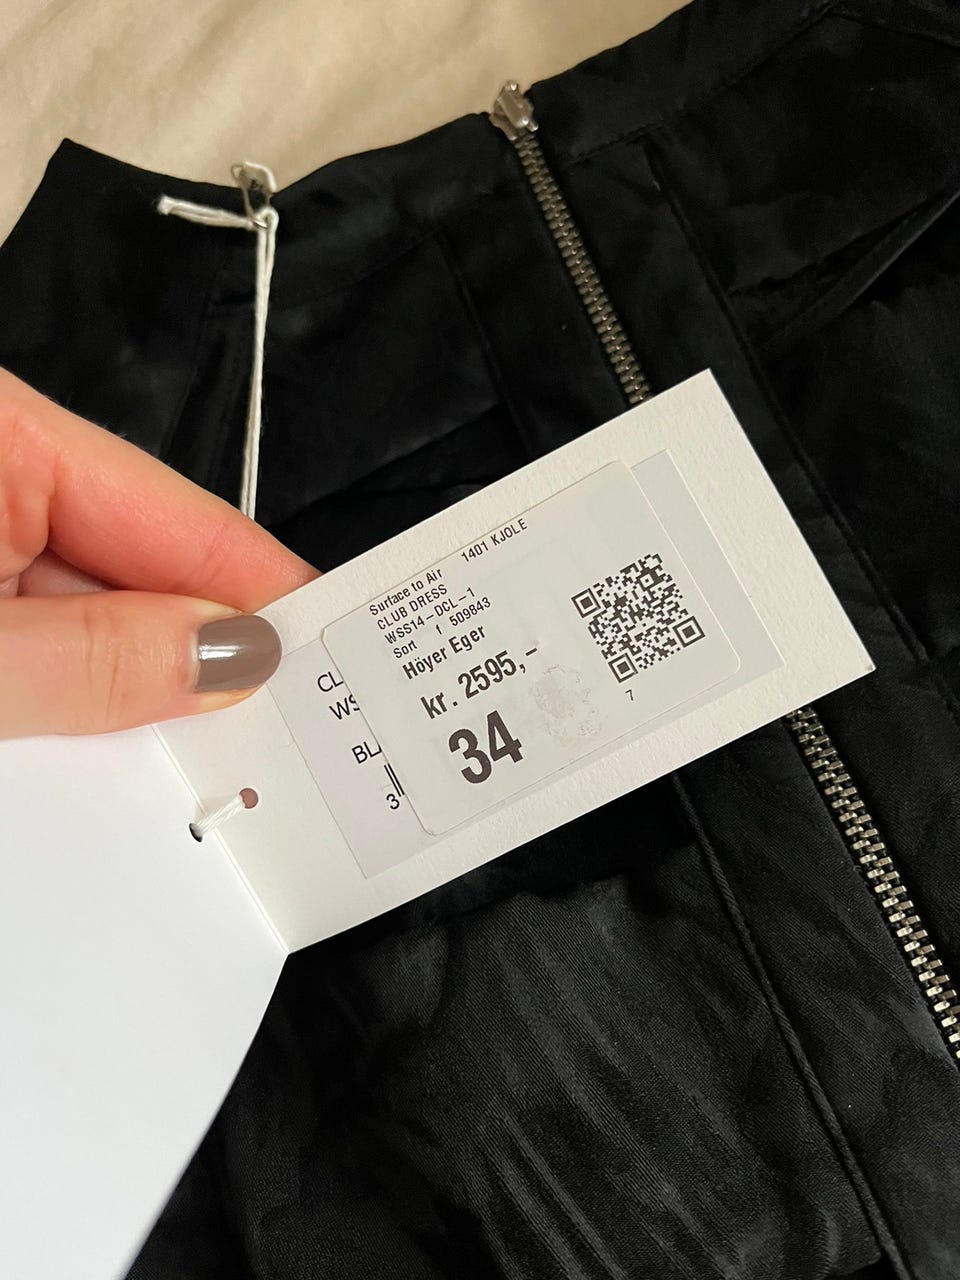 1401 KJOLE
Surface to Air
CLUB DRESS
WSS14-DCL-1
Sort 1 509843
Höyer Eger
kr. 2595,-
34
7
CL
WS
BL
3